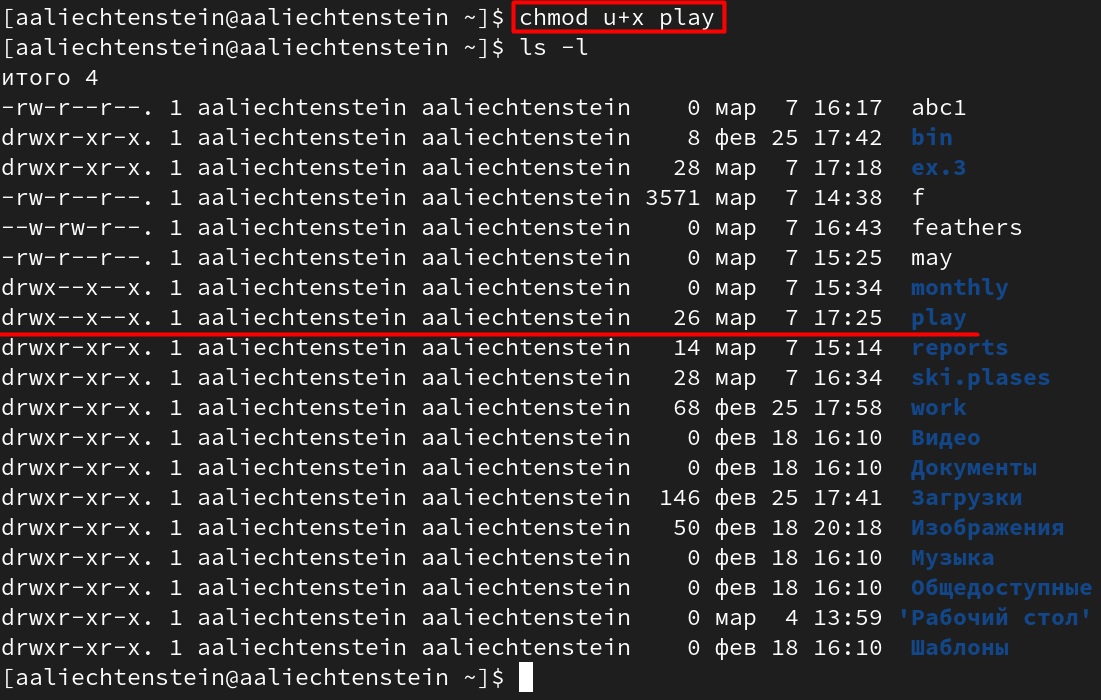 [aaliechtenstein@aaliechtenstein ~]$ chmod u+x play
[aaliechtenstein@aaliechtenstein ~]$ ls -l
итого 4
-rw-r--r--. 1 aaliechtenstein aaliechtenstein    0 мар  7 16:17  abc1
drwxr-xr-x. 1 aaliechtenstein aaliechtenstein    8 фев 25 17:42  bin
drwxr-xr-x. 1 aaliechtenstein aaliechtenstein   28 мар  7 17:18  ex.3
-rw-r--r--. 1 aaliechtenstein aaliechtenstein 3571 мар  7 14:38  f
--w-rw-r--. 1 aaliechtenstein aaliechtenstein    0 мар  7 16:43  feathers
-rw-r--r--. 1 aaliechtenstein aaliechtenstein    0 мар  7 15:25  may
drwx--x--x. 1 aaliechtenstein aaliechtenstein    0 мар  7 15:34  monthly
drwx--x--x. 1 aaliechtenstein aaliechtenstein   26 мар  7 17:25  play
drwxr-xr-x. 1 aaliechtenstein aaliechtenstein   14 мар  7 15:14  reports
drwxr-xr-x. 1 aaliechtenstein aaliechtenstein   28 мар  7 16:34  ski.plases
drwxr-xr-x. 1 aaliechtenstein aaliechtenstein   68 фев 25 17:58  work
drwxr-xr-x. 1 aaliechtenstein aaliechtenstein    0 фев 18 16:10  Видео
drwxr-xr-x. 1 aaliechtenstein aaliechtenstein    0 фев 18 16:10  Документы
drwxr-xr-x. 1 aaliechtenstein aaliechtenstein  146 фев 25 17:41  Загрузки
drwxr-xr-x. 1 aaliechtenstein aaliechtenstein   50 фев 18 20:18  Изображения
drwxr-xr-x. 1 aaliechtenstein aaliechtenstein    0 фев 18 16:10  Музыка
drwxr-xr-x. 1 aaliechtenstein aaliechtenstein    0 фев 18 16:10  Общедоступные
drwxr-xr-x. 1 aaliechtenstein aaliechtenstein    0 мар  4 13:59 'Рабочий стол'
drwxr-xr-x. 1 aaliechtenstein aaliechtenstein    0 фев 18 16:10  Шаблоны
[aaliechtenstein@aaliechtenstein ~]$